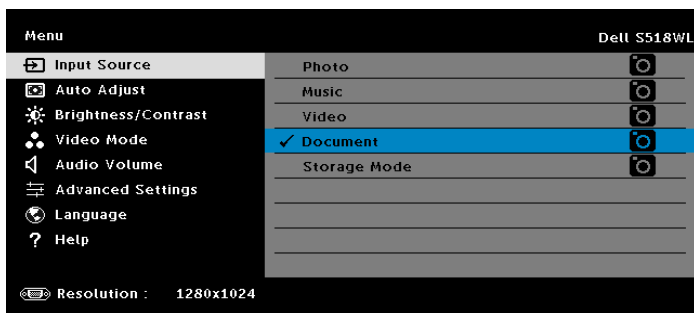 Menu
Dell S518WL
Input Source
Auto Adjust
Brightness/Contrast
Video Mode
Audio Volume
Advanced Settings
Language
? Help
Photo
Music
Video
✓ Document
Storage Mode
Resolution : 1280x1024